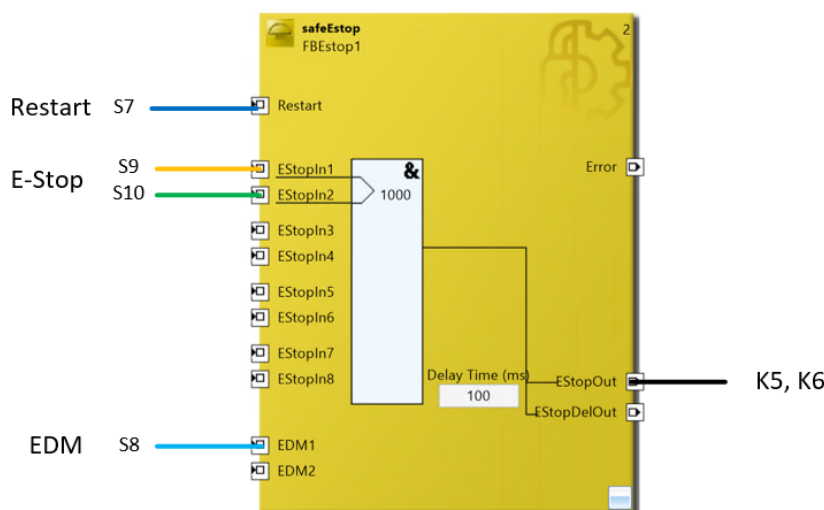 safeEstop
FBEstop1
2
Restart S7
Restart
E-Stop
S9
S10
EStopIn1
EStopIn2
&
1000
Error
EStopIn3
EStopIn4
EStopIn5
EStopIn6
EStopIn7
EStopIn8
Delay Time (ms)
100
EStopOut
EStopDelOut
K5, K6
EDM S8
EDM1
EDM2